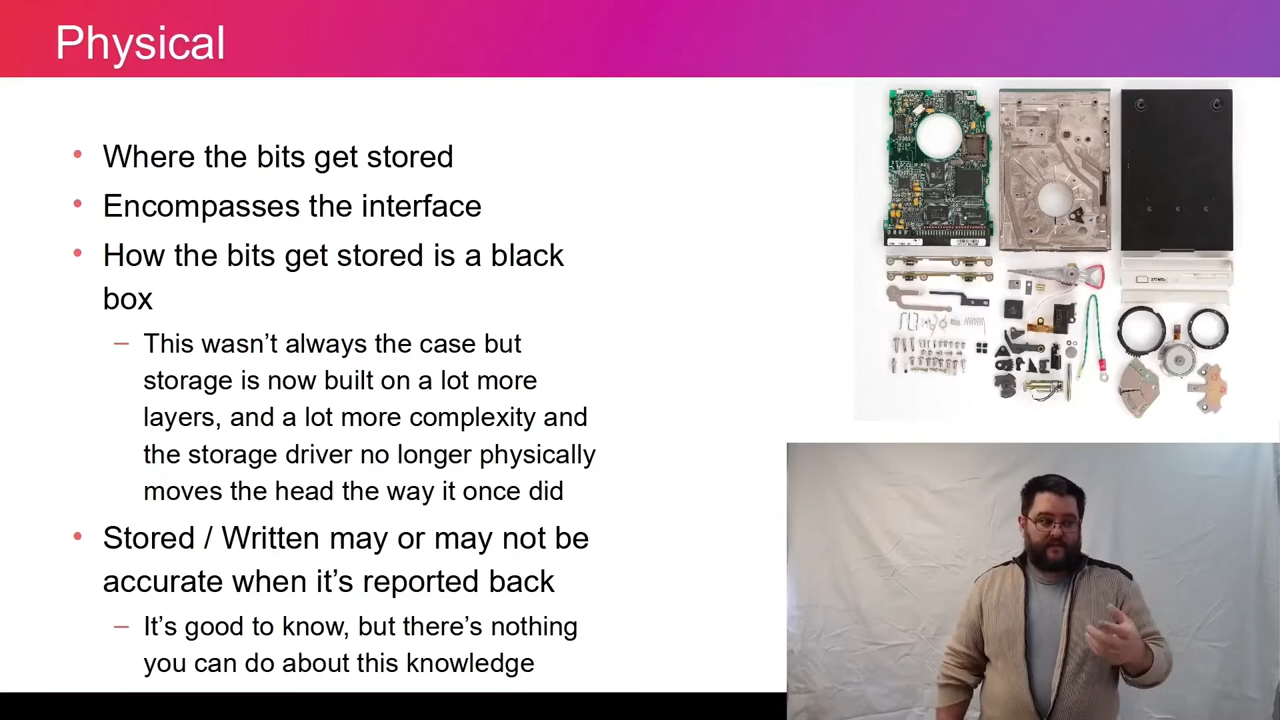 Physical
• Where the bits get stored
• Encompasses the interface
• How the bits get stored is a black
box
– This wasn't always the case but
storage is now built on a lot more
layers, and a lot more complexity and
the storage driver no longer physically
moves the head the way it once did
• Stored / Written may or may not be
accurate when it's reported back
– It's good to know, but there's nothing
you can do about this knowledge